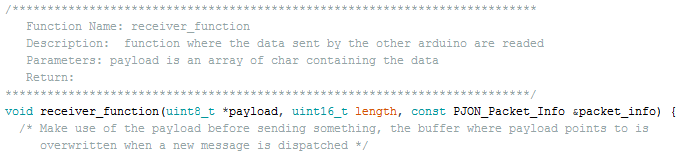 /***************************************************************************
Function Name: receiver_function
Description:  function where the data sent by the other arduino are readed
Parameters: payload is an array of char containing the data
Return:
***************************************************************************/
void receiver_function(uint8_t *payload, uint16_t length, const PJON_Packet_Info &packet_info) {
/* Make use of the payload before sending something, the buffer where payload points to is
overwritten when a new message is dispatched */